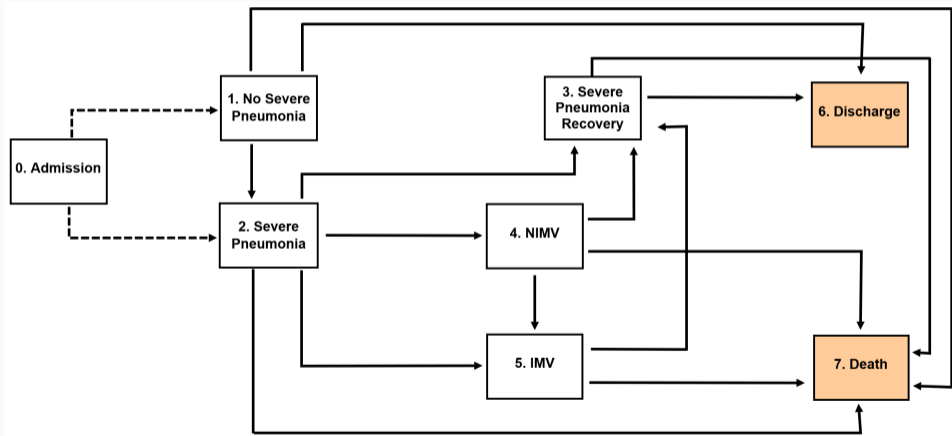 0. Admission
1. No Severe
Pneumonia
2. Severe
Pneumonia
3. Severe
Pneumonia
Recovery
4. NIMV
5. IMV
6. Discharge
7. Death